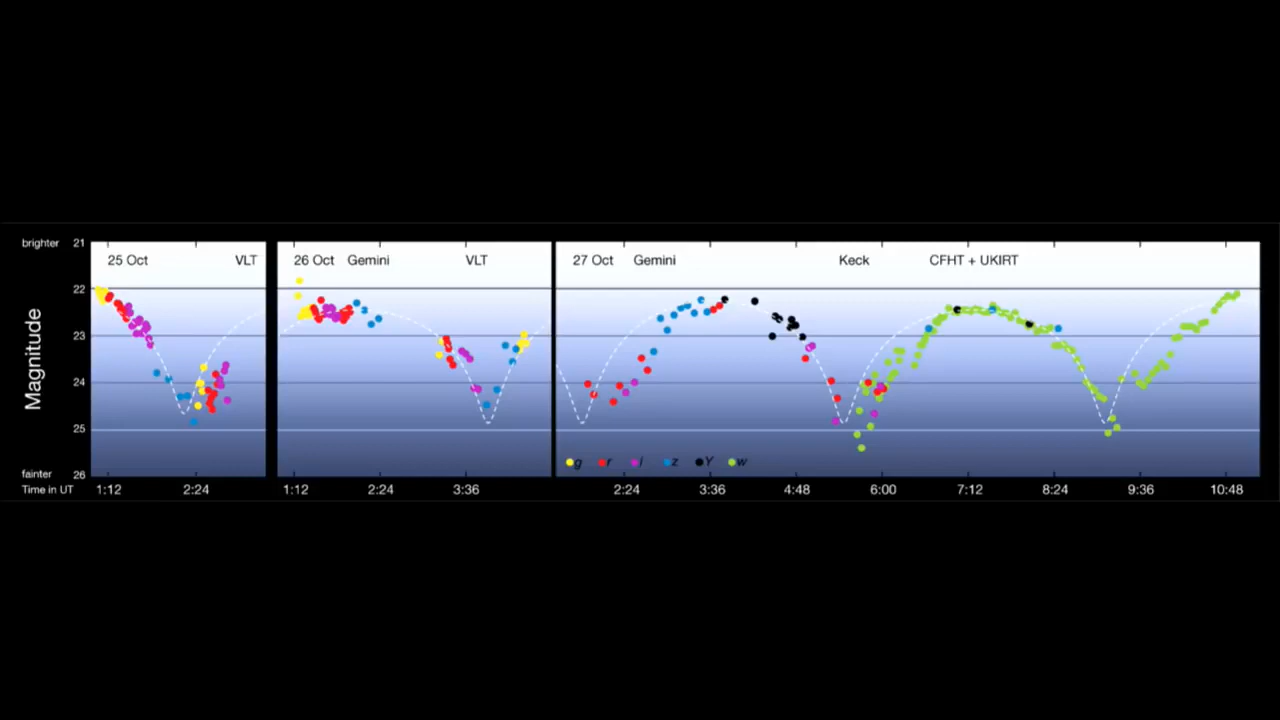 brighter 21
25 Oct VLT 26 Oct Gemini VLT 27 Oct Gemini Keck CFHT + UKIRT
22
23
Magnitude
24
25
g r i z Y w
fainter 26
Time in UT 1:12 2:24 1:12 2:24 3:36 2:24 3:36 4:48 6:00 7:12 8:24 9:36 10:48